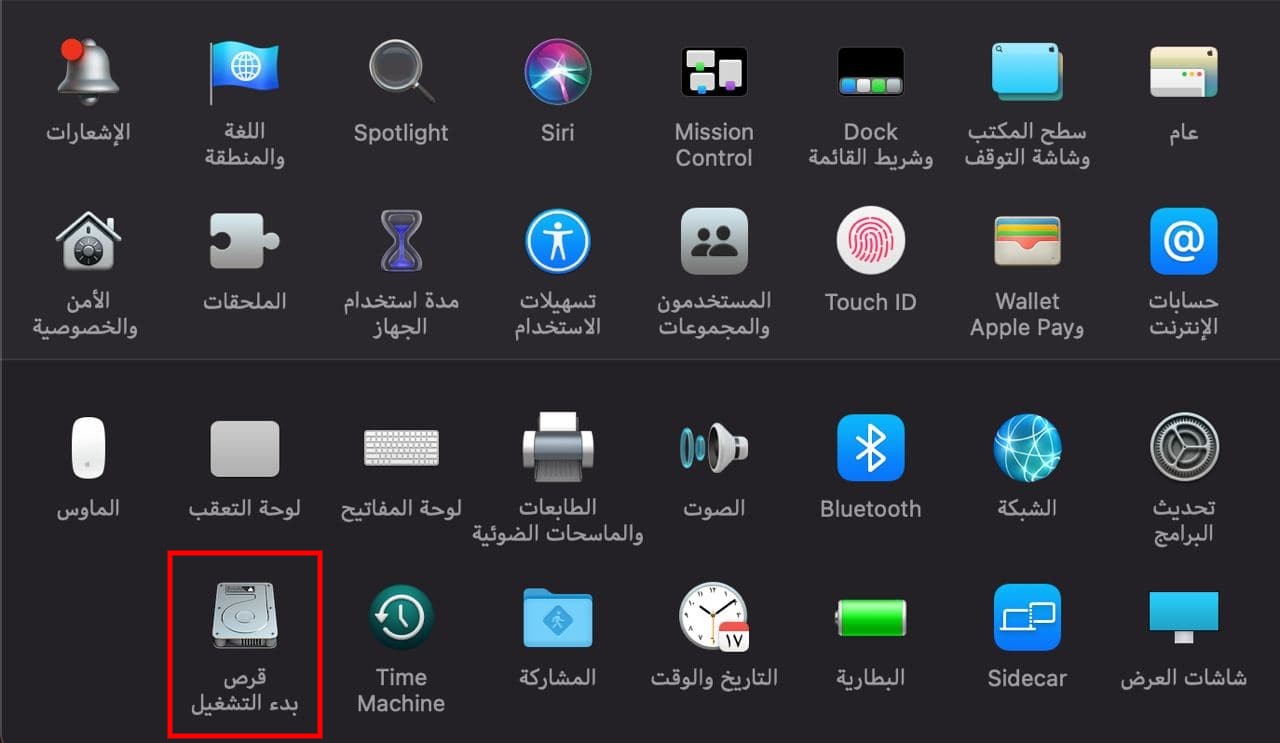 عام
سطح المكتب
وشاشة التوقف
Dock
وشريط القائمة
Mission
Control
Siri
Spotlight
اللغة
والمنطقة
الإشعارات
حسابات
الإنترنت
Wallet
وApple Pay
Touch ID
المستخدمون
والمجموعات
تسهيلات
الاستخدام
مدة استخدام
الجهاز
الملحقات
الأمن
والخصوصية
تحديث
البرامج
الشبكة
Bluetooth
الصوت
الطابعات
والماسحات الضوئية
لوحة المفاتيح
لوحة التعقب
الماوس
شاشات العرض
Sidecar
البطارية
١٧
التاريخ والوقت
المشاركة
Time
Machine
قرص
بدء التشغيل